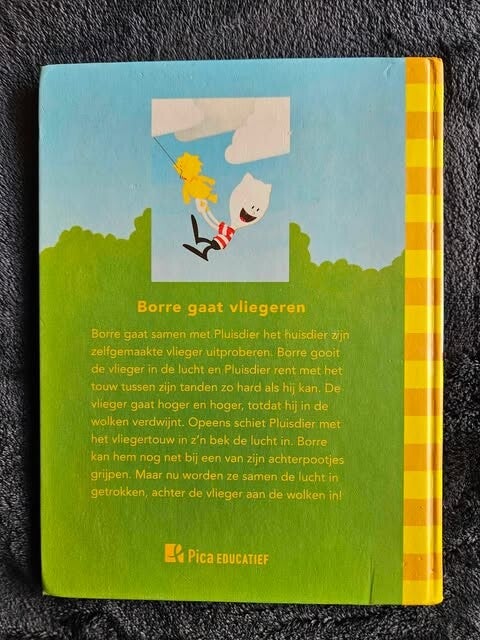 Borre gaat vliegeren
Borre gaat samen met Pluisdier het huisdier zijn
zelfgemaakte vlieger uitproberen. Borre gooit
de vlieger in de lucht en Pluisdier rent met het
touw tussen zijn tanden zo hard als hij kan. De
vlieger gaat hoger en hoger, totdat hij in de
wolken verdwijnt. Opeens schiet Pluisdier met
het vliegertouw in z'n bek de lucht in. Borre
kan hem nog net bij een van zijn achterpootjes
grijpen. Maar nu worden ze samen de lucht in
getrokken, achter de vlieger aan de wolken in!
Pica EDUCATIEF